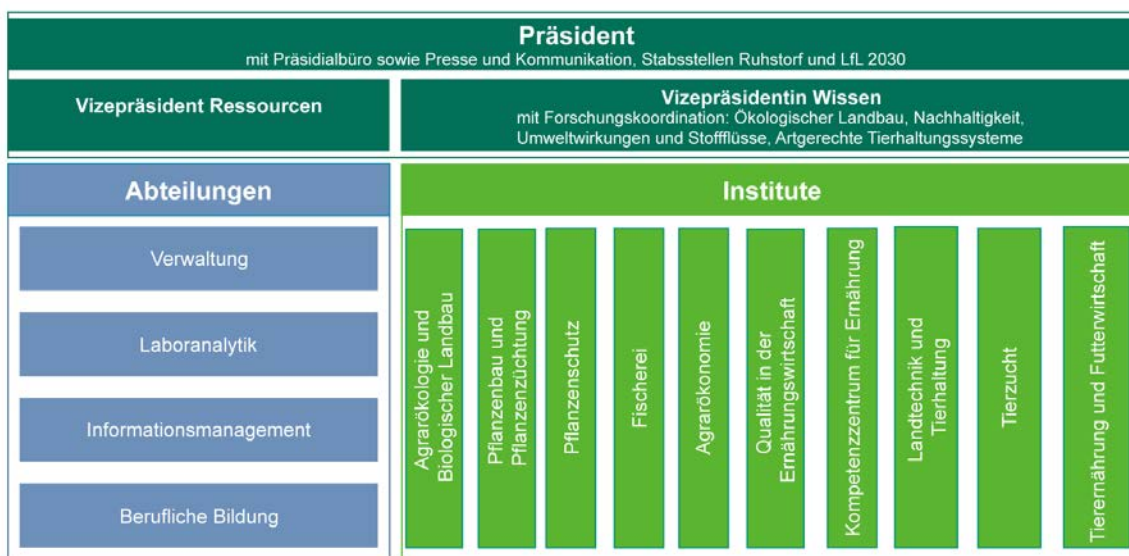 Präsident
mit Präsidialbüro sowie Presse und Kommunikation, Stabsstellen Ruhstorf und LfL 2030
Vizepräsident Ressourcen
Vizepräsidentin Wissen
mit Forschungskoordination: Ökologischer Landbau, Nachhaltigkeit,
Umweltwirkungen und Stoffflüsse, Artgerechte Tierhaltungssysteme
Abteilungen
Verwaltung
Laboranalytik
Informationsmanagement
Berufliche Bildung
Institute
Agrarökologie und
Biologischer Landbau
Pflanzenbau und
Pflanzenzüchtung
Pflanzenschutz
Fischerei
Agrarökonomie
Qualität in der
Ernährungswirtschaft
Kompetenzzentrum für Ernährung
Landtechnik und
Tierhaltung
Tierzucht
Tierernährung und Futterwirtschaft